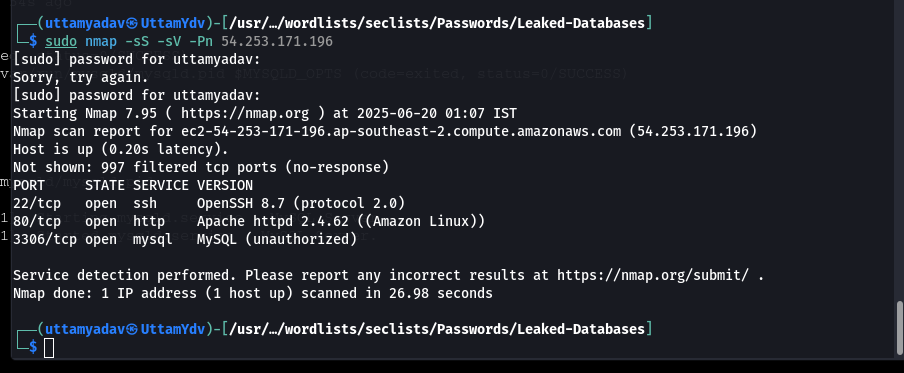 ┌──(uttamyadav㉿UttamYdv)-[/usr/…/wordlists/seclists/Passwords/Leaked-Databases]
└─$ sudo nmap -sS -sV -Pn 54.253.171.196
[sudo] password for uttamyadav:
Sorry, try again.
[sudo] password for uttamyadav:
Starting Nmap 7.95 ( https://nmap.org ) at 2025-06-20 01:07 IST
Nmap scan report for ec2-54-253-171-196.ap-southeast-2.compute.amazonaws.com (54.253.171.196)
Host is up (0.20s latency).
Not shown: 997 filtered tcp ports (no-response)
PORT     STATE SERVICE VERSION
22/tcp   open  ssh     OpenSSH 8.7 (protocol 2.0)
80/tcp   open  http    Apache httpd 2.4.62 ((Amazon Linux))
3306/tcp open  mysql   MySQL (unauthorized)
Service detection performed. Please report any incorrect results at https://nmap.org/submit/ .
Nmap done: 1 IP address (1 host up) scanned in 26.98 seconds
┌──(uttamyadav㉿UttamYdv)-[/usr/…/wordlists/seclists/Passwords/Leaked-Databases]
└─$